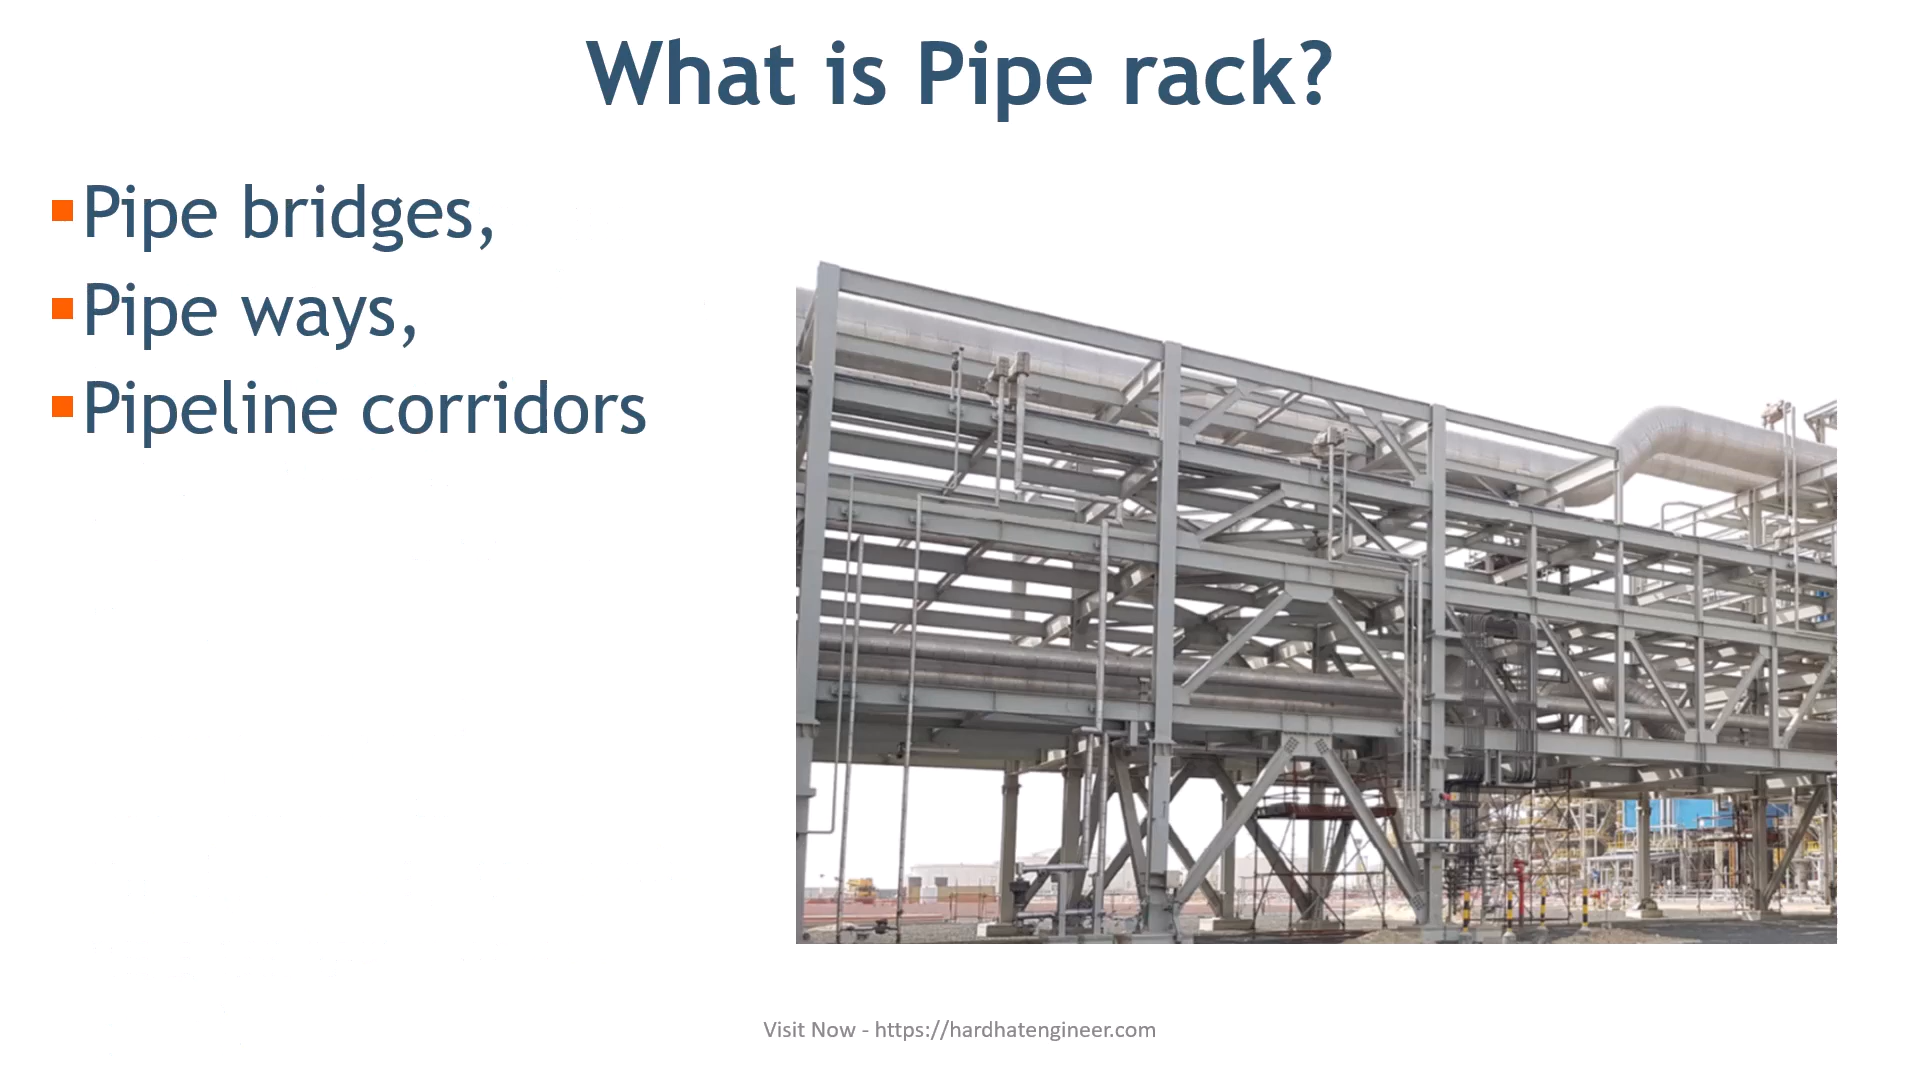 What is Pipe rack?
Pipe bridges,
Pipe ways,
Pipeline corridors
Visit Now - https://hardhatengineer.com